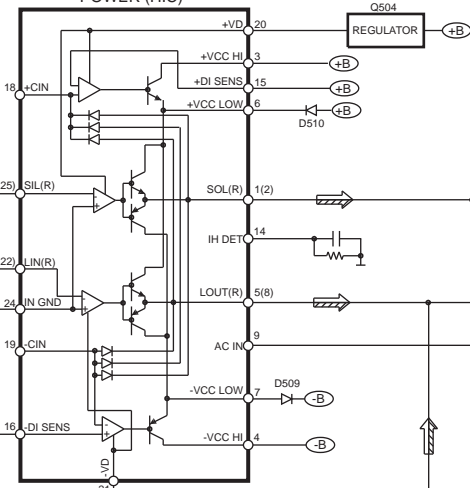 POWER (HIC)
Q504
+VD 20
REGULATOR
+B
+VCC HI 3
+B
+DI SENS 15
+B
18 +CIN
+VCC LOW 6
+B
D510
25) SIL(R)
SOL(R) 1(2)
IH DET 14
22) LIN(R)
LOUT(R) 5(8)
24 IN GND
19 -CIN
AC IN 9
D509
-VCC LOW 7
-B
16 -DI SENS
-VCC HI 4
-B
-VD
21